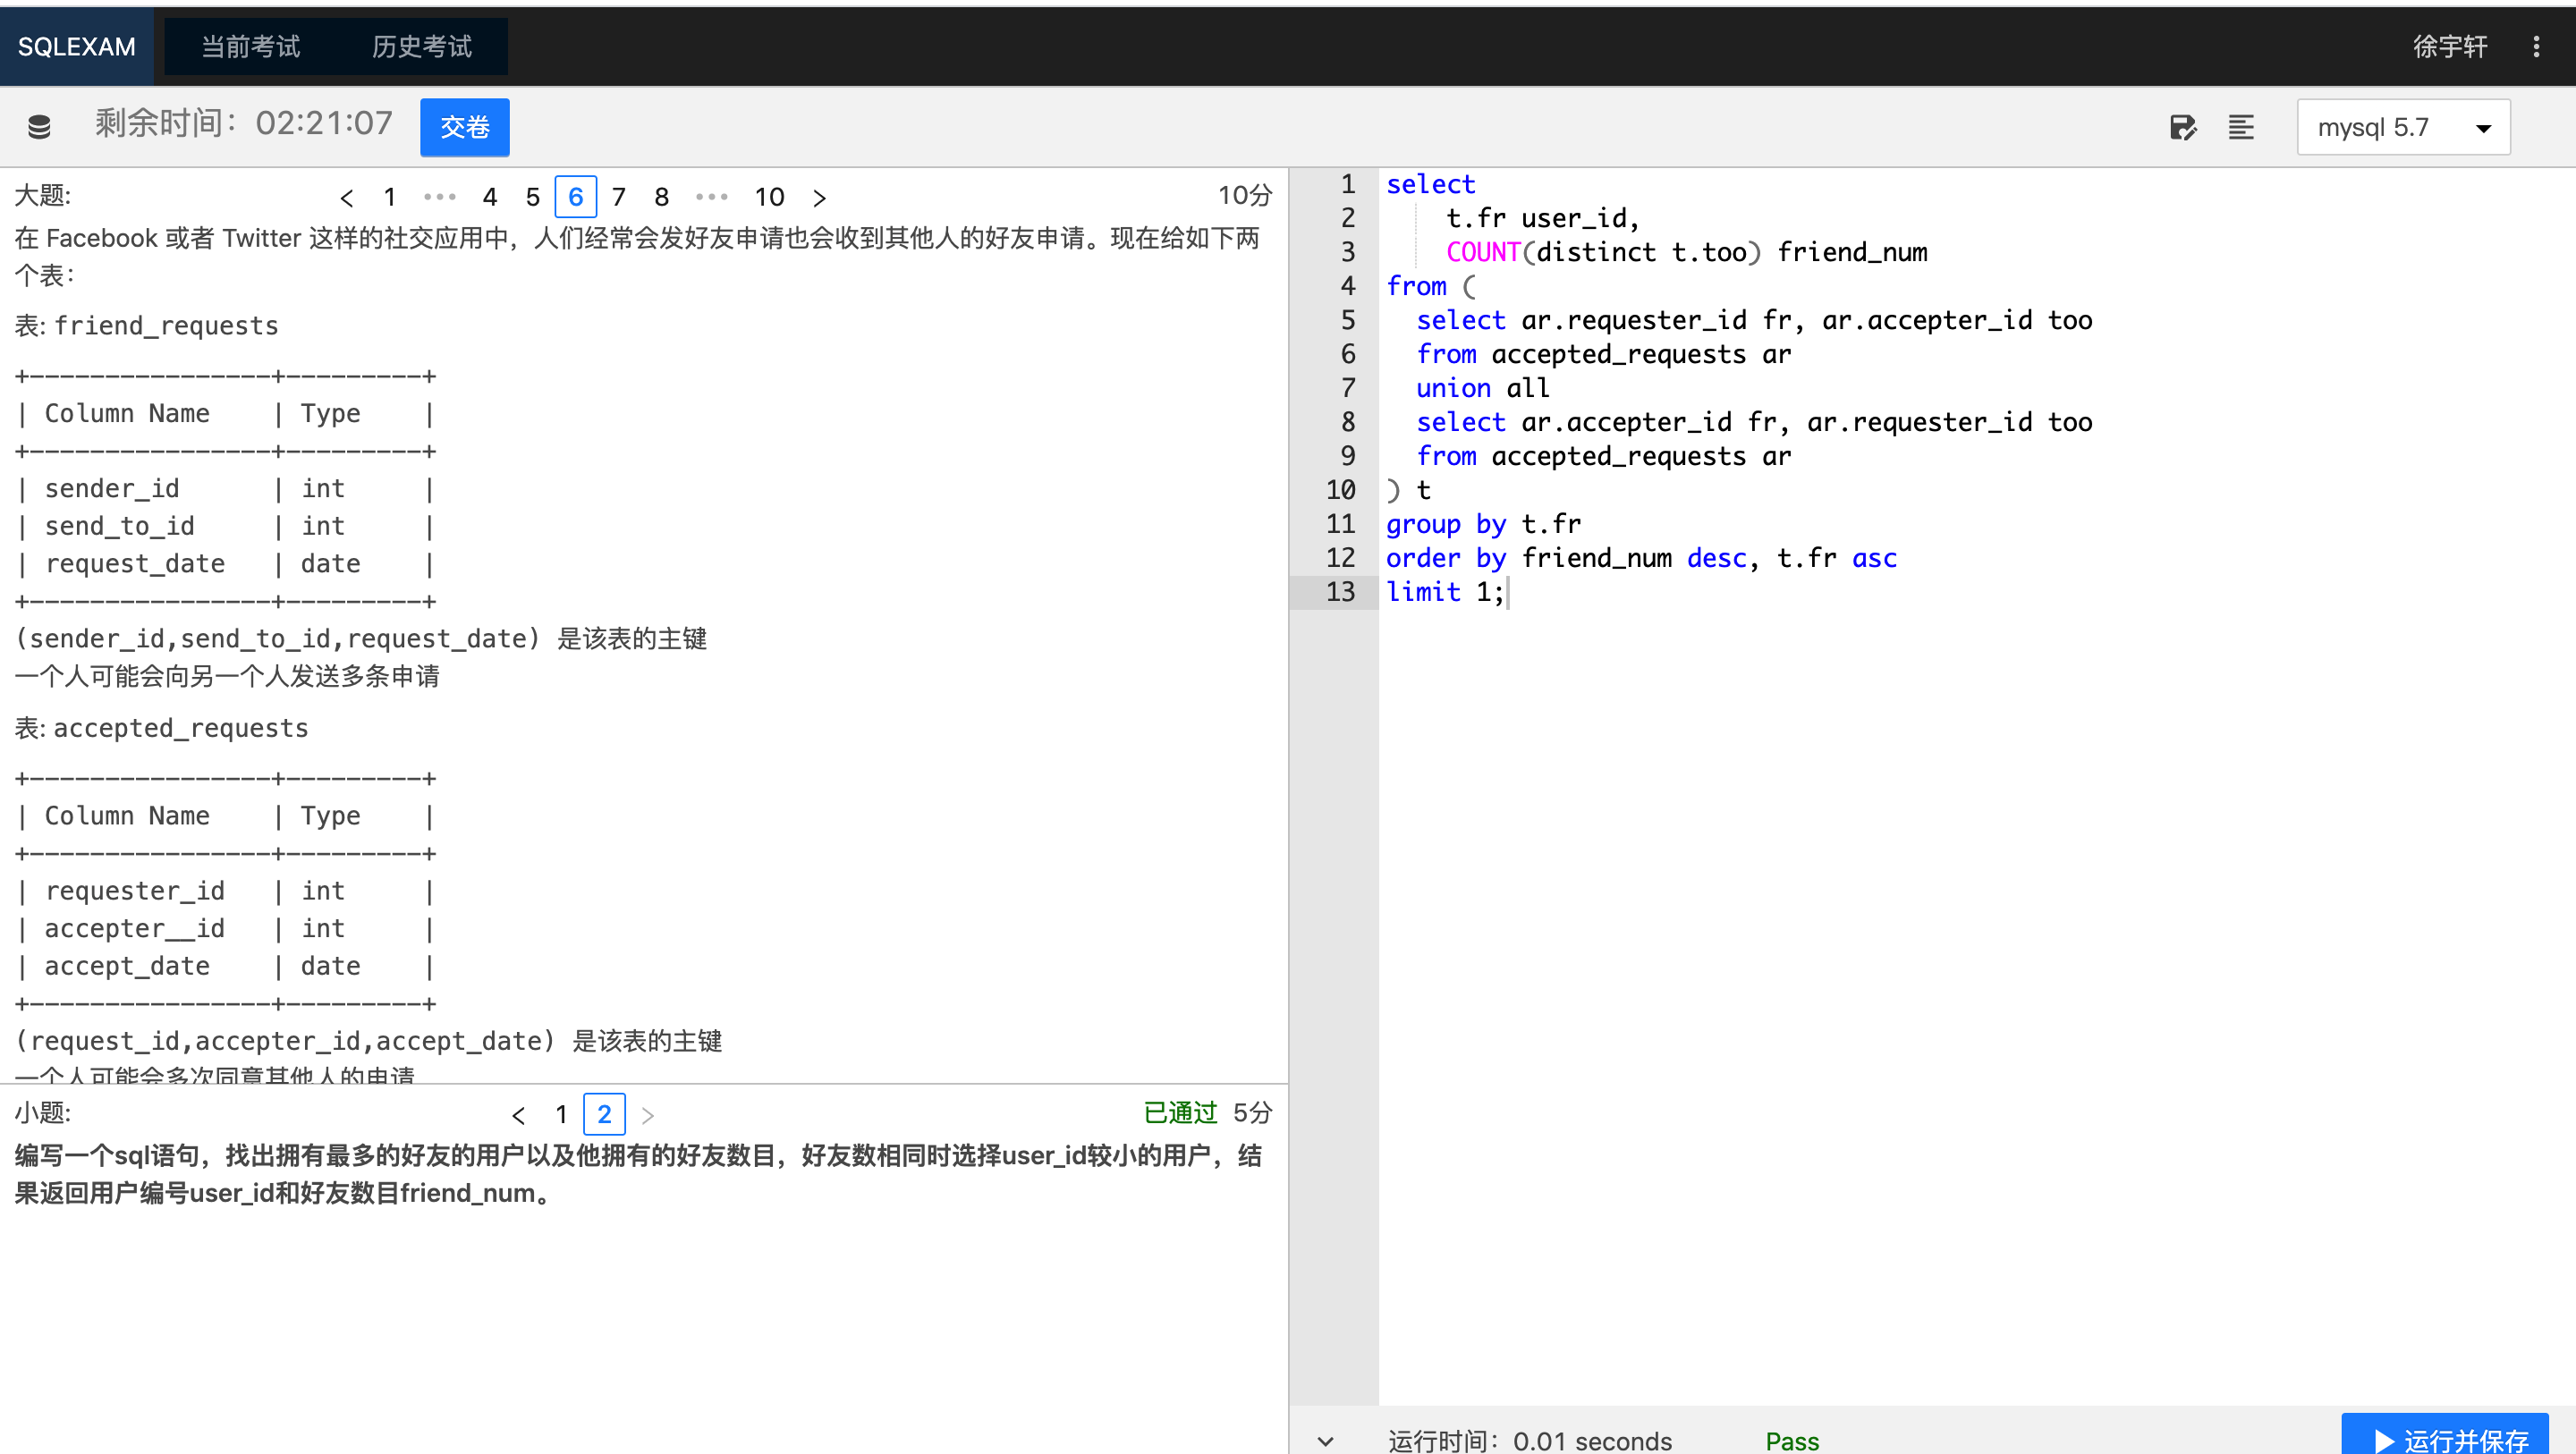 SQLEXAM 当前考试 历史考试 徐宇轩
剩余时间：02:21:07 交卷 mysql 5.7
大题: < 1 ••• 4 5 6 7 8 ••• 10 > 10分
在 Facebook 或者 Twitter 这样的社交应用中，人们经常会发好友申请也会收到其他人的好友申请。现在给如下两
个表：
表: friend_requests
+----------------+---------+
| Column Name    | Type    |
+----------------+---------+
| sender_id      | int     |
| send_to_id     | int     |
| request_date   | date    |
+----------------+---------+
(sender_id,send_to_id,request_date) 是该表的主键
一个人可能会向另一个人发送多条申请
表: accepted_requests
+----------------+---------+
| Column Name    | Type    |
+----------------+---------+
| requester_id   | int     |
| accepter__id   | int     |
| accept_date    | date    |
+----------------+---------+
(request_id,accepter_id,accept_date) 是该表的主键
一个人可能会多次同意其他人的申请
小题: < 1 2 > 已通过 5分
编写一个sql语句，找出拥有最多的好友的用户以及他拥有的好友数目，好友数相同时选择user_id较小的用户，结
果返回用户编号user_id和好友数目friend_num。
1 select
2     t.fr user_id,
3     COUNT(distinct t.too) friend_num
4 from (
5   select ar.requester_id fr, ar.accepter_id too
6   from accepted_requests ar
7   union all
8   select ar.accepter_id fr, ar.requester_id too
9   from accepted_requests ar
10 ) t
11 group by t.fr
12 order by friend_num desc, t.fr asc
13 limit 1;
运行时间：0.01 seconds Pass 运行并保存